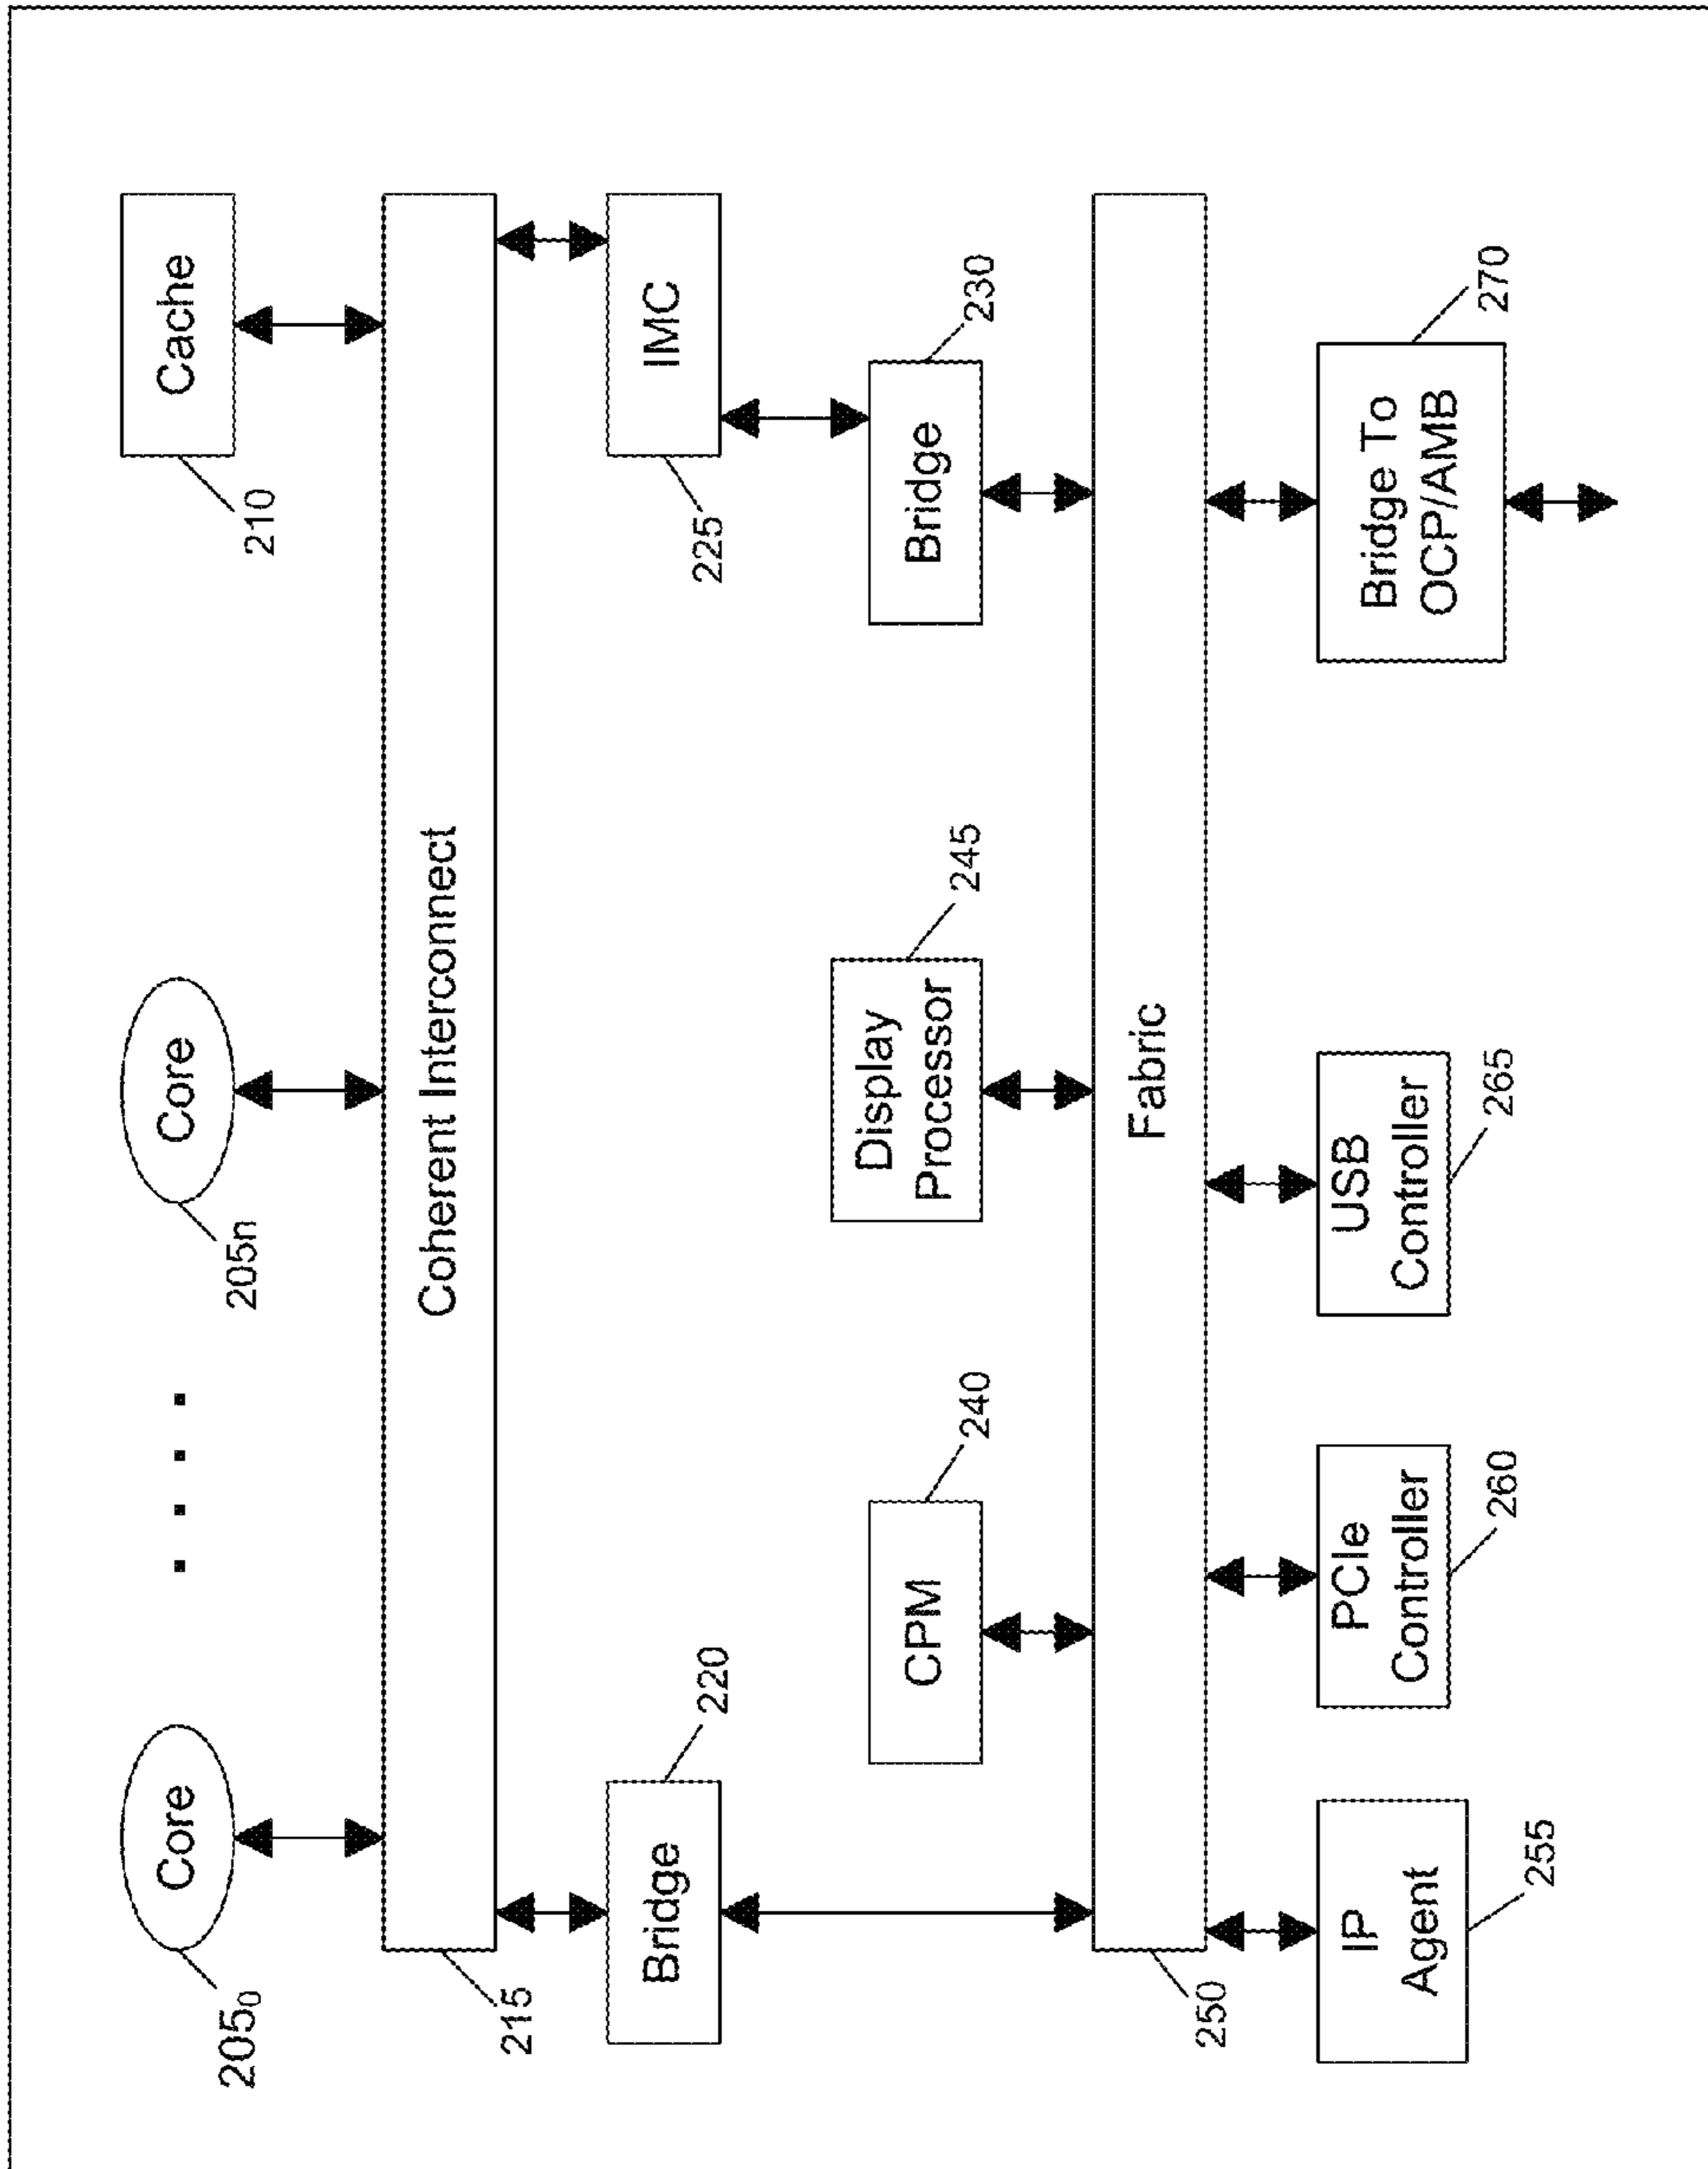 Core
Core
Cache
205₀
205n
210
Coherent Interconnect
215
Bridge
220
IMC
225
CPM
240
Display
Processor
245
Bridge
230
Fabric
250
IP
Agent
255
PCIe
Controller
260
USB
Controller
265
Bridge To
OCP/AMB
270